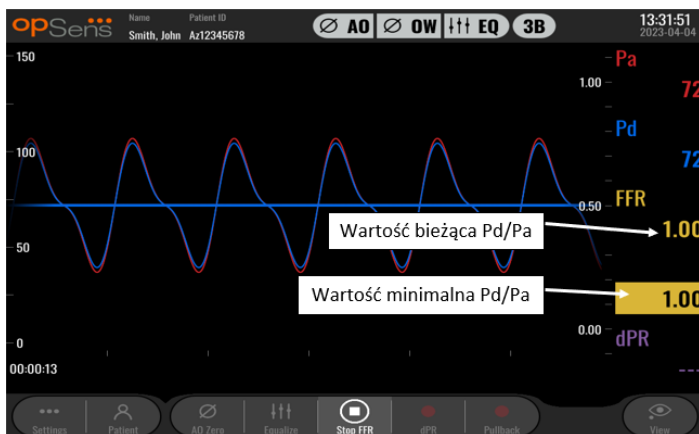 opSens
Name Patient ID
Smith, John Az12345678
Ø AO Ø OW EQ 3B
13:31:51
2023-04-04
150
100
50
0
00:00:13
1.00
0.50
0.00
Pa
72
Pd
72
FFR
Wartość bieżąca Pd/Pa
1.00
Wartość minimalna Pd/Pa
1.00
dPR
---
Settings
Patient
AO Zero
Equalize
Stop FFR
dPR
Pullback
View